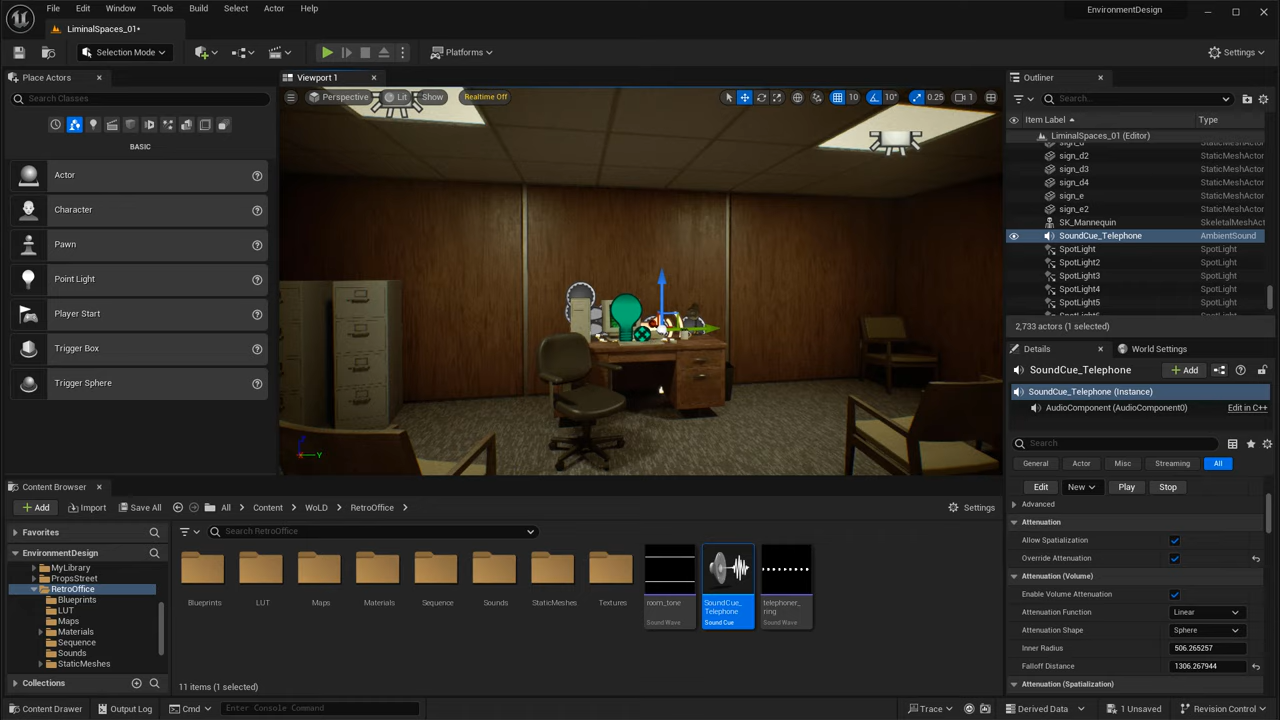 File Edit Window Tools Build Select Actor Help
EnvironmentDesign
LiminalSpaces_01*
Selection Mode
Platforms
Settings
Place Actors
Search Classes
BASIC
Actor
Character
Pawn
Point Light
Player Start
Trigger Box
Trigger Sphere
Viewport 1
Perspective Lit Show Realtime Off
10 10° 0.25 1
Outliner
Search...
Item Label Type
LiminalSpaces_01 (Editor)
sign_d StaticMeshActor
sign_d2 StaticMeshActor
sign_d3 StaticMeshActor
sign_d4 StaticMeshActor
sign_e StaticMeshActor
sign_e2 StaticMeshActor
SK_Mannequin SkeletalMeshAct
SoundCue_Telephone AmbientSound
SpotLight SpotLight
SpotLight2 SpotLight
SpotLight3 SpotLight
SpotLight4 SpotLight
SpotLight5 SpotLight
2,733 actors (1 selected)
Details World Settings
SoundCue_Telephone Add
SoundCue_Telephone (Instance)
AudioComponent (AudioComponent0) Edit in C++
Search
General Actor Misc Streaming All
Edit New Play Stop
Advanced
Attenuation
Allow Spatialization
Override Attenuation
Attenuation (Volume)
Enable Volume Attenuation
Attenuation Function Linear
Attenuation Shape Sphere
Inner Radius 506.265257
Falloff Distance 1306.267944
Attenuation (Spatialization)
Content Browser
Add Import Save All All Content WoLD RetroOffice Settings
Favorites
EnvironmentDesign
MyLibrary
PropsStreet
RetroOffice
Blueprints
LUT
Maps
Materials
Sequence
Sounds
StaticMeshes
Collections
Search RetroOffice
Blueprints LUT Maps Materials Sequence Sounds StaticMeshes Textures
room_tone
Sound Wave
SoundCue_
Telephone
Sound Cue
telephoner_
ring
Sound Wave
11 items (1 selected)
Content Drawer Output Log Cmd Enter Console Command Trace Derived Data 1 Unsaved Revision Control